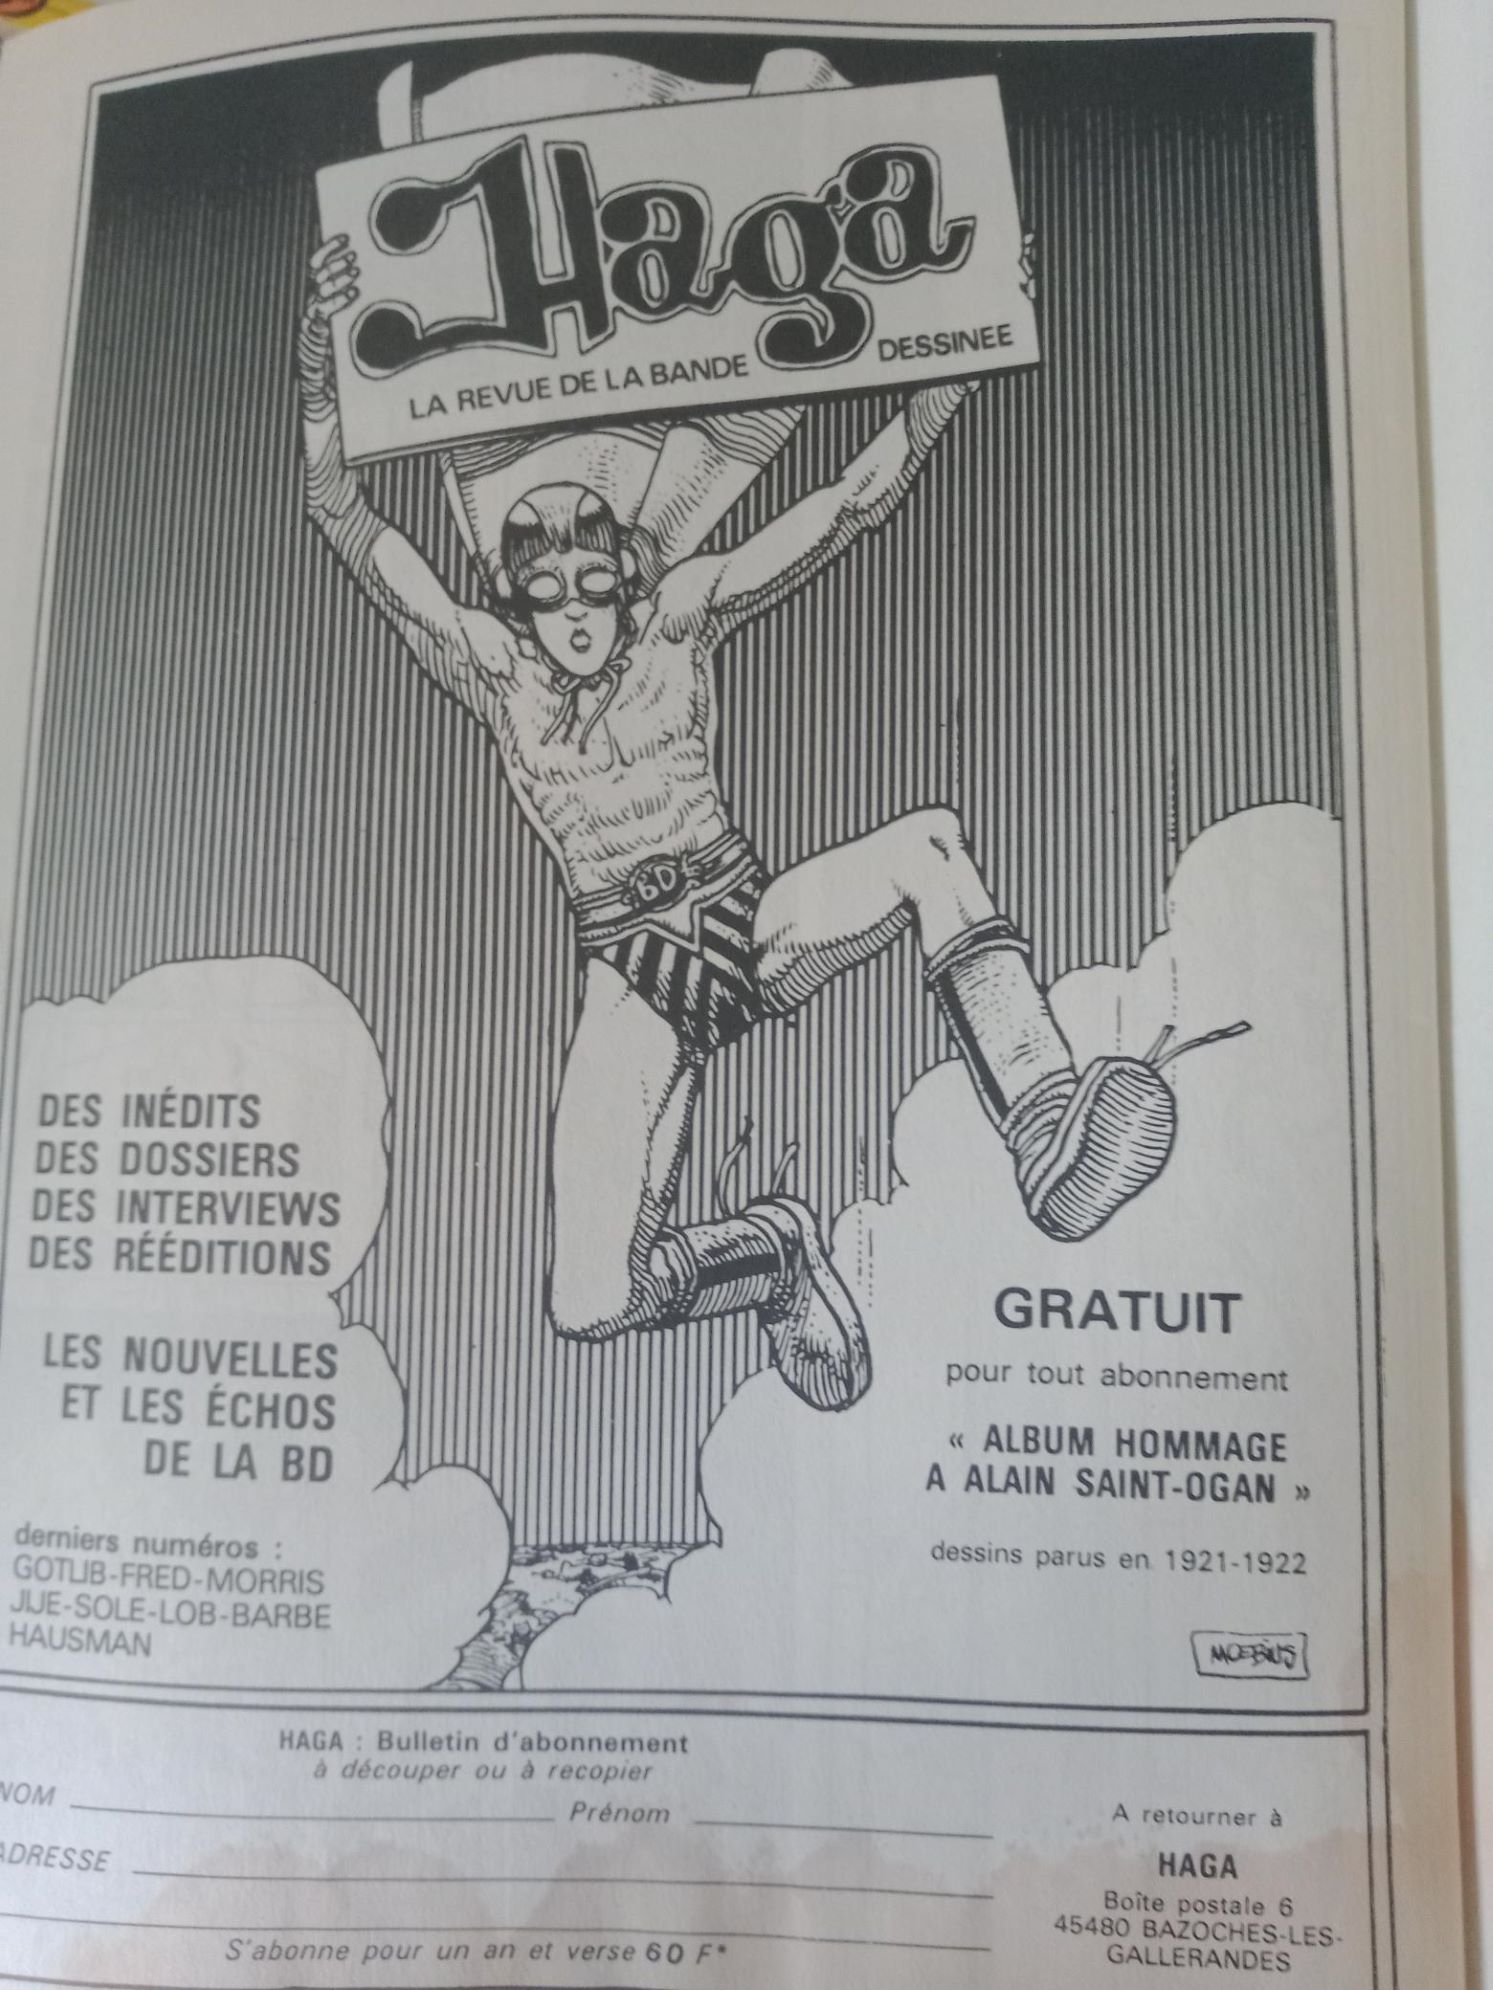 Haga
LA REVUE DE LA BANDE DESSINEE
BD
DES INÉDITS
DES DOSSIERS
DES INTERVIEWS
DES RÉÉDITIONS
LES NOUVELLES
ET LES ÉCHOS
DE LA BD
derniers numéros :
GOTLIB-FRED-MORRIS
JIJE-SOLE-LOB-BARBE
HAUSMAN
GRATUIT
pour tout abonnement
« ALBUM HOMMAGE
A ALAIN SAINT-OGAN »
dessins parus en 1921-1922
MOEBIUS
HAGA : Bulletin d'abonnement
à découper ou à recopier
NOM Prénom
ADRESSE
S'abonne pour un an et verse 60 F*
A retourner à
HAGA
Boîte postale 6
45480 BAZOCHES-LES-
GALLERANDES